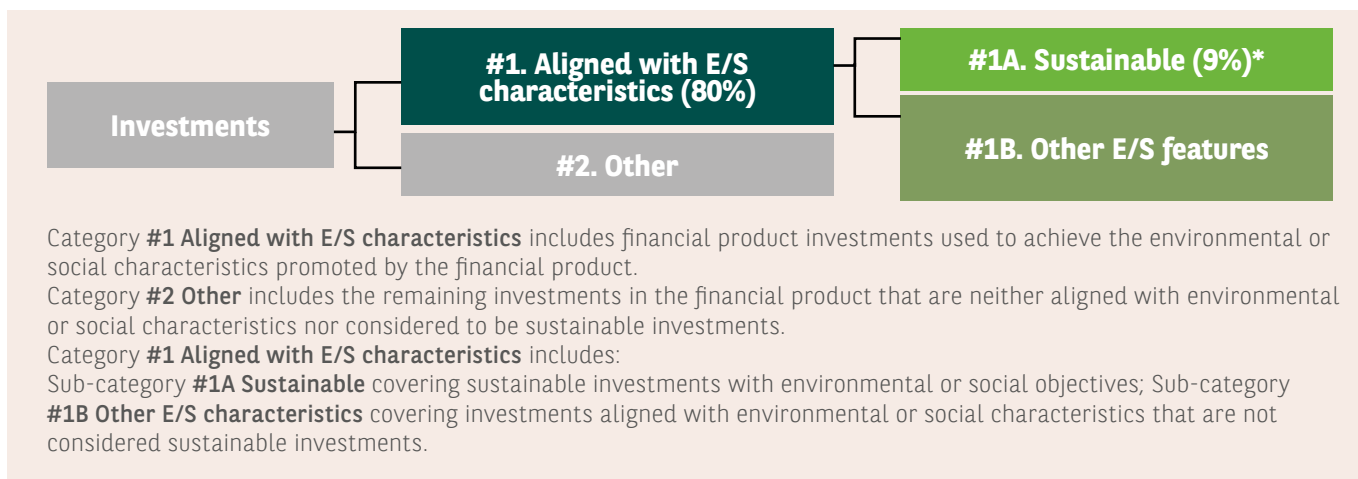 #1. Aligned with E/S
characteristics (80%)
#1A. Sustainable (9%)*
Investments
#1B. Other E/S features
#2. Other
Category #1 Aligned with E/S characteristics includes financial product investments used to achieve the environmental or
social characteristics promoted by the financial product.
Category #2 Other includes the remaining investments in the financial product that are neither aligned with environmental
or social characteristics nor considered to be sustainable investments.
Category #1 Aligned with E/S characteristics includes:
Sub-category #1A Sustainable covering sustainable investments with environmental or social objectives; Sub-category
#1B Other E/S characteristics covering investments aligned with environmental or social characteristics that are not
considered sustainable investments.